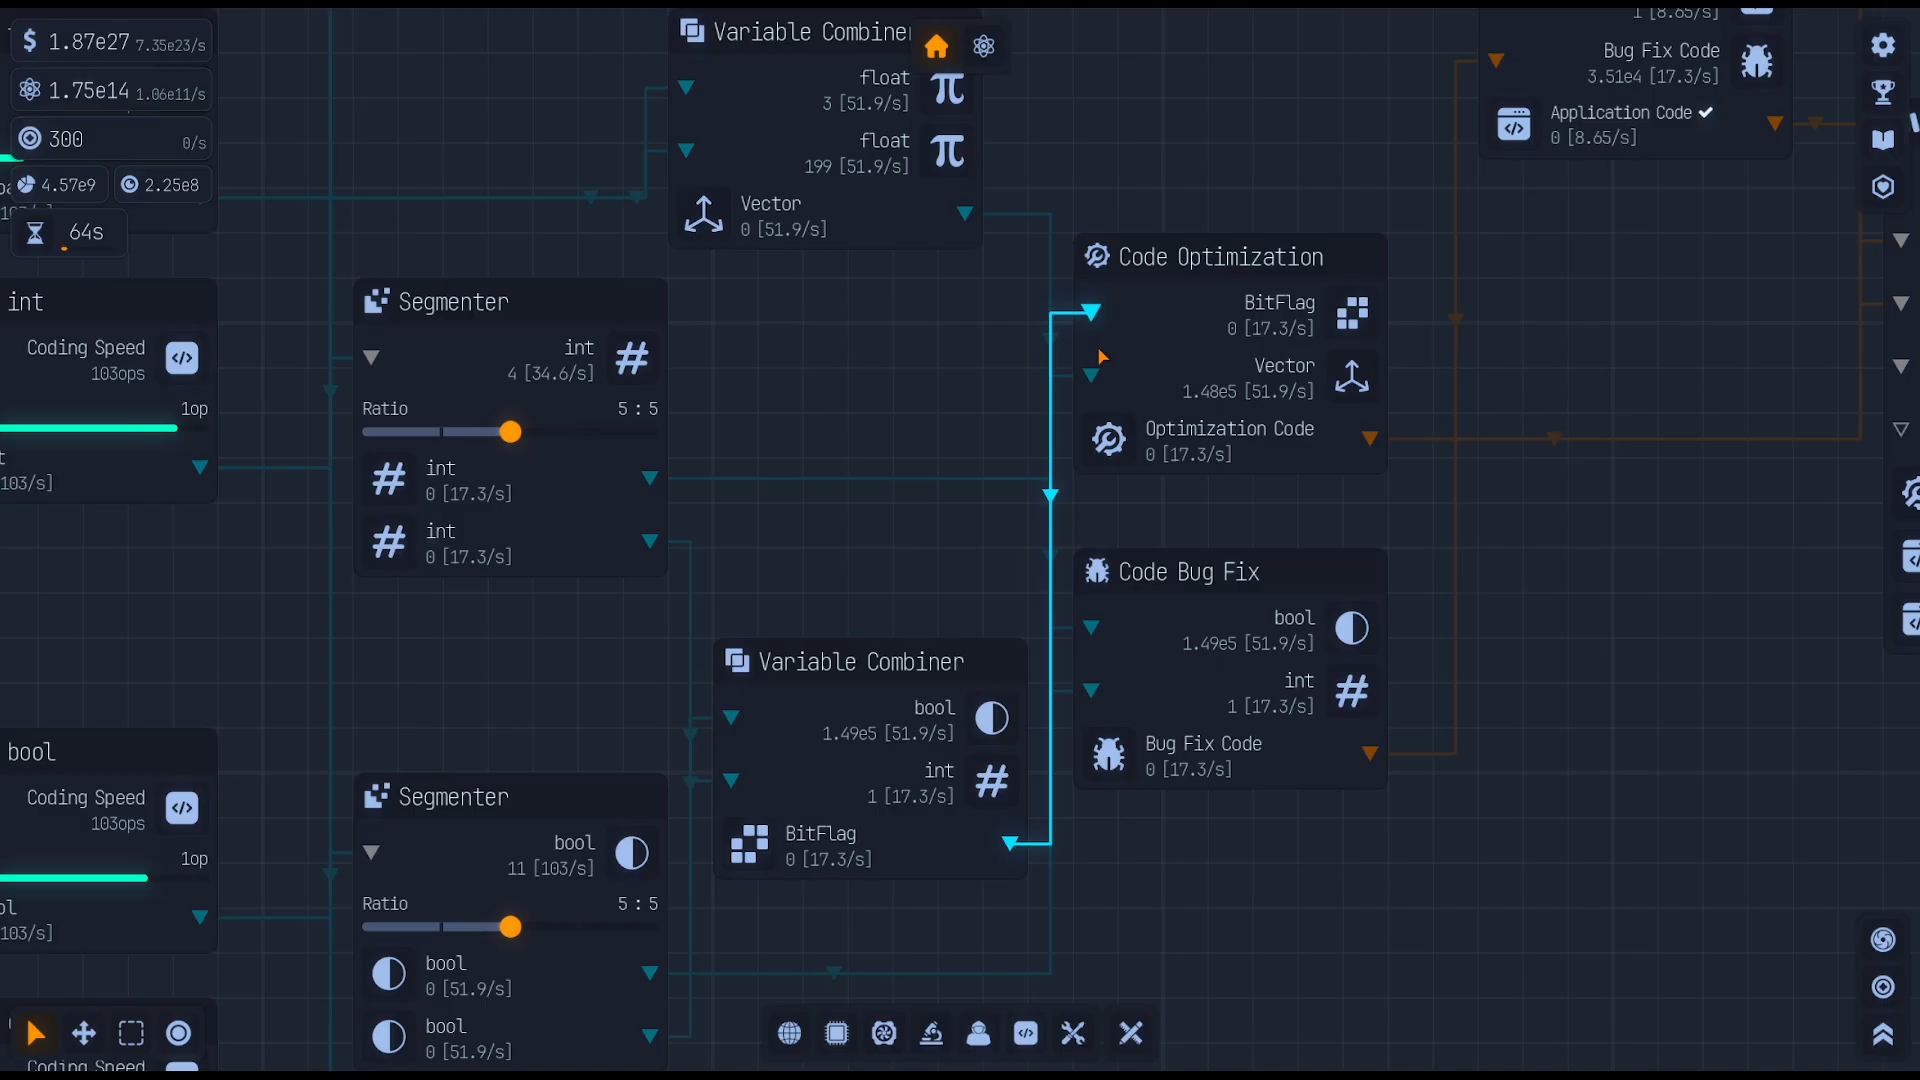 $ 1.87e27 7.35e23/s
1.75e14 1.06e11/s
300 0/s
4.57e9 2.25e8
64s
int
Coding Speed
103ops
1op
103/s]
bool
Coding Speed
103ops
1op
103/s]
Coding Speed
Segmenter
int
4 [34.6/s]
Ratio 5:5
int
0 [17.3/s]
int
0 [17.3/s]
Segmenter
bool
11 [103/s]
Ratio 5:5
bool
0 [51.9/s]
bool
0 [51.9/s]
Variable Combiner
float
3 [51.9/s]
float
199 [51.9/s]
Vector
0 [51.9/s]
Variable Combiner
bool
1.49e5 [51.9/s]
int
1 [17.3/s]
BitFlag
0 [17.3/s]
Code Optimization
BitFlag
0 [17.3/s]
Vector
1.48e5 [51.9/s]
Optimization Code
0 [17.3/s]
Code Bug Fix
bool
1.49e5 [51.9/s]
int
1 [17.3/s]
Bug Fix Code
0 [17.3/s]
1 [8.65/s]
Bug Fix Code
3.51e4 [17.3/s]
Application Code
0 [8.65/s]